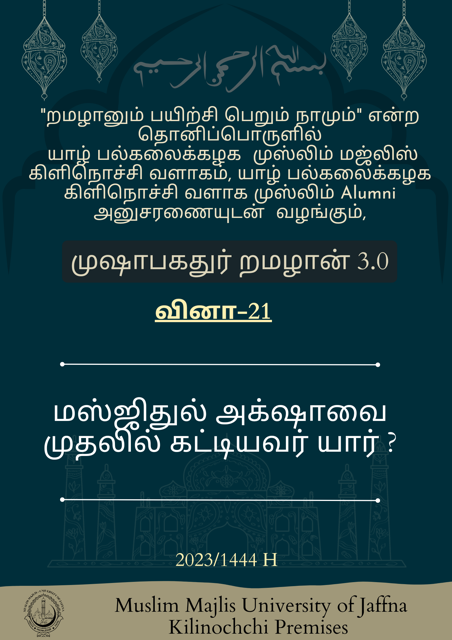 بسم الله الرحمن الرحيم
"றமழானும் பயிற்சி பெறும் நாமும்" என்ற
தொனிப்பொருளில்
யாழ் பல்கலைக்கழக முஸ்லிம் மஜ்லிஸ்
கிளிநொச்சி வளாகம், யாழ் பல்கலைக்கழக
கிளிநொச்சி வளாக முஸ்லிம் Alumni
அனுசரணையுடன் வழங்கும்,
முஷாபகதுர் றமழான் 3.0
வினா-21
மஸ்ஜிதுல் அக்ஷாவை
முதலில் கட்டியவர் யார் ?
2023/1444 H
Muslim Majlis University of Jaffna
Kilinochchi Premises